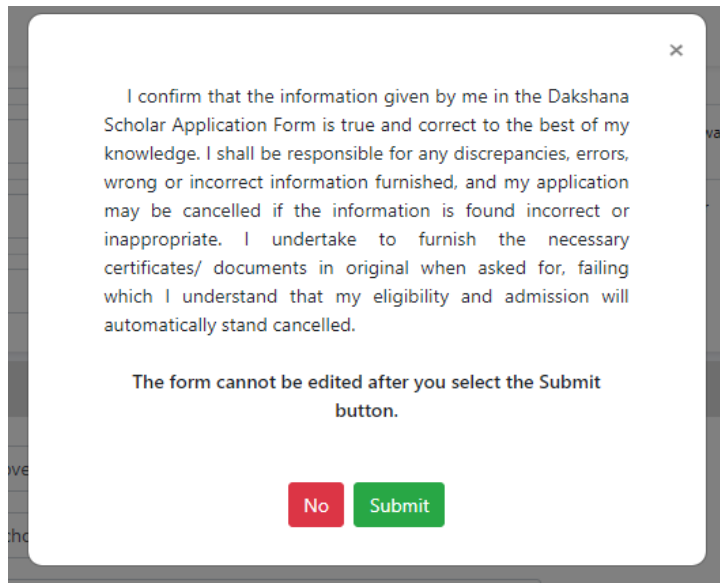 ×
I confirm that the information given by me in the Dakshana
Scholar Application Form is true and correct to the best of my
knowledge. I shall be responsible for any discrepancies, errors,
wrong or incorrect information furnished, and my application
may be cancelled if the information is found incorrect or
inappropriate. I undertake to furnish the necessary
certificates/ documents in original when asked for, failing
which I understand that my eligibility and admission will
automatically stand cancelled.
The form cannot be edited after you select the Submit
button.
No Submit